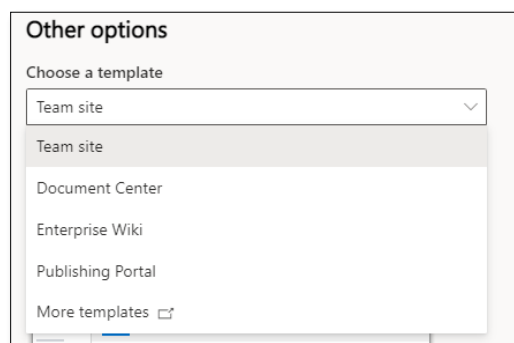 Other options
Choose a template
Team site
Team site
Document Center
Enterprise Wiki
Publishing Portal
More templates